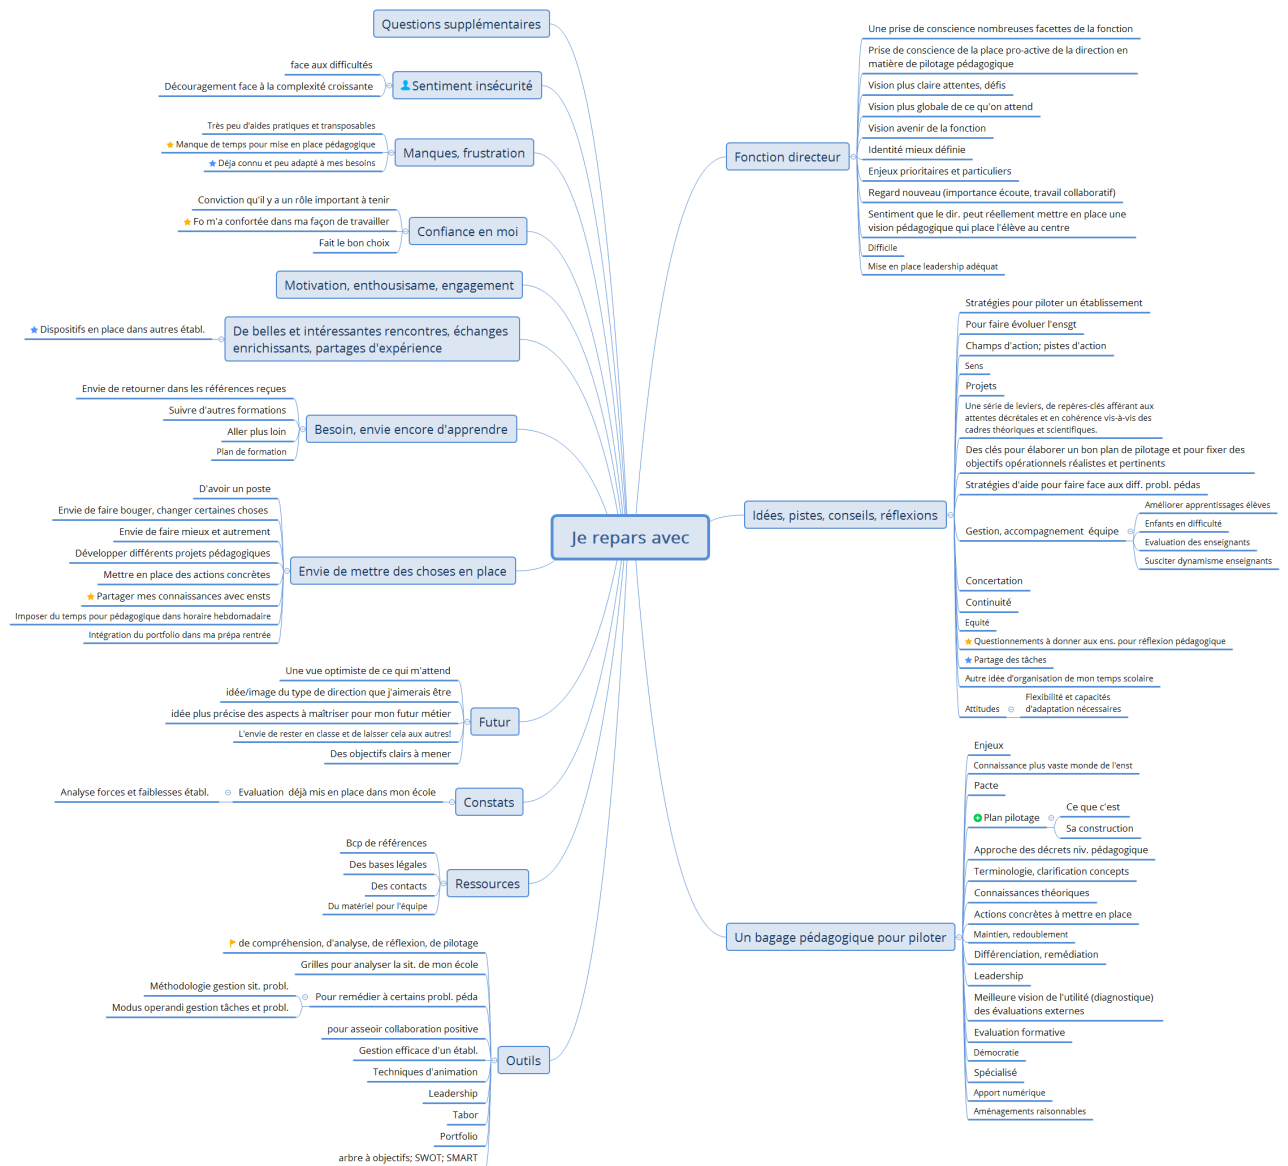 Je repars avec
Questions supplémentaires
Sentiment insécurité
face aux difficultés
Découragement face à la complexité croissante
Manques, frustration
Très peu d'aides pratiques et transposables
Manque de temps pour mise en place pédagogique
Déja connu et peu adapté à mes besoins
Confiance en moi
Conviction qu'il y a un rôle important à tenir
Fo m'a confortée dans ma façon de travailler
Fait le bon choix
Motivation, enthousisame, engagement
De belles et intéressantes rencontres, échanges
enrichissants, partages d'expérience
Dispositifs en place dans autres établ.
Besoin, envie encore d'apprendre
Envie de retourner dans les références reçues
Suivre d'autres formations
Aller plus loin
Plan de formation
Envie de mettre des choses en place
D'avoir un poste
Envie de faire bouger, changer certaines choses
Envie de faire mieux et autrement
Développer différents projets pédagogiques
Mettre en place des actions concrètes
Partager mes connaissances avec ensts
Imposer du temps pour pédagogique dans horaire hebdomadaire
Intégration du portfolio dans ma prépa rentrée
Futur
Une vue optimiste de ce qui m'attend
idée/image du type de direction que j'aimerais être
idée plus précise des aspects à maîtriser pour mon futur métier
L'envie de rester en classe et de laisser cela aux autres!
Des objectifs clairs à mener
Constats
Evaluation  déjà mis en place dans mon école
Analyse forces et faiblesses établ.
Ressources
Bcp de références
Des bases légales
Des contacts
Du matériel pour l'équipe
Outils
de compréhension, d'analyse, de réflexion, de pilotage
Grilles pour analyser la sit. de mon école
Pour remédier à certains probl. péda
Méthodologie gestion sit. probl.
Modus operandi gestion tâches et probl.
pour asseoir collaboration positive
Gestion efficace d'un établ.
Techniques d'animation
Leadership
Tabor
Portfolio
arbre à objectifs; SWOT; SMART
Fonction directeur
Une prise de conscience nombreuses facettes de la fonction
Prise de conscience de la place pro-active de la direction en
matière de pilotage pédagogique
Vision plus claire attentes, défis
Vision plus globale de ce qu'on attend
Vision avenir de la fonction
Identité mieux définie
Enjeux prioritaires et particuliers
Regard nouveau (importance écoute, travail collaboratif)
Sentiment que le dir. peut réellement mettre en place une
vision pédagogique qui place l'élève au centre
Difficile
Mise en place leadership adéquat
Idées, pistes, conseils, réflexions
Stratégies pour piloter un établissement
Pour faire évoluer l'ensgt
Champs d'action; pistes d'action
Sens
Projets
Une série de leviers, de repères-clés afférant aux
attentes décrétales et en cohérence vis-à-vis des
cadres théoriques et scientifiques.
Des clés pour élaborer un bon plan de pilotage et pour fixer des
objectifs opérationnels réalistes et pertinents
Stratégies d'aide pour faire face aux diff. probl. pédas
Gestion, accompagnement  équipe
Améliorer apprentissages élèves
Enfants en difficulté
Evaluation des enseignants
Susciter dynamisme enseignants
Concertation
Continuité
Equité
Questionnements à donner aux ens. pour réflexion pédagogique
Partage des tâches
Autre idée d'organisation de mon temps scolaire
Attitudes
Flexibilité et capacités
d'adaptation nécessaires
Un bagage pédagogique pour piloter
Enjeux
Connaissance plus vaste monde de l'enst
Pacte
Plan pilotage
Ce que c'est
Sa construction
Approche des décrets niv. pédagogique
Terminologie, clarification concepts
Connaissances théoriques
Actions concrètes à mettre en place
Maintien, redoublement
Différenciation, remédiation
Leadership
Meilleure vision de l'utilité (diagnostique)
des évaluations externes
Evaluation formative
Démocratie
Spécialisé
Apport numérique
Aménagements raisonnables